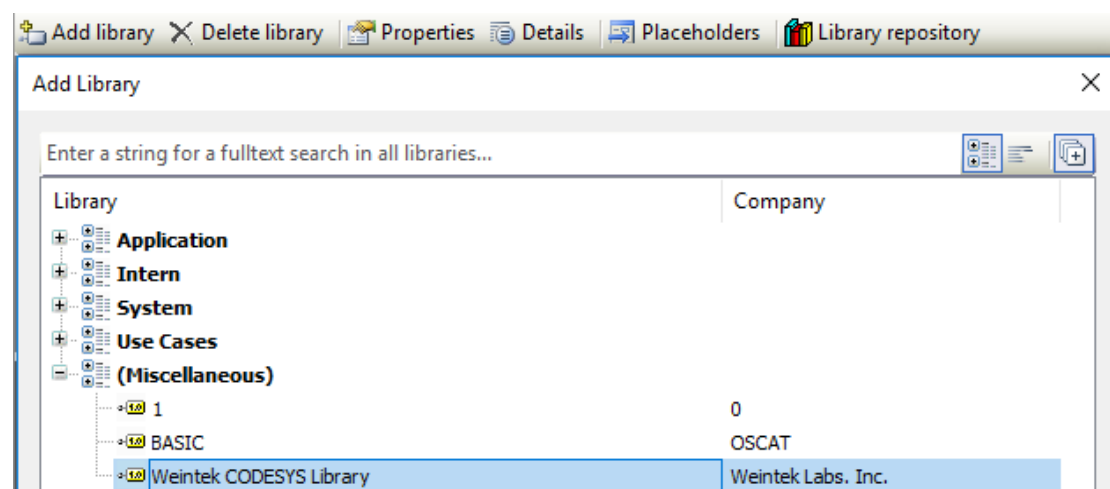 Add library Delete library Properties Details Placeholders Library repository
Add Library
Enter a string for a fulltext search in all libraries...
Library Company
Application
Intern
System
Use Cases
(Miscellaneous)
1 0
BASIC OSCAT
Weintek CODESYS Library Weintek Labs. Inc.